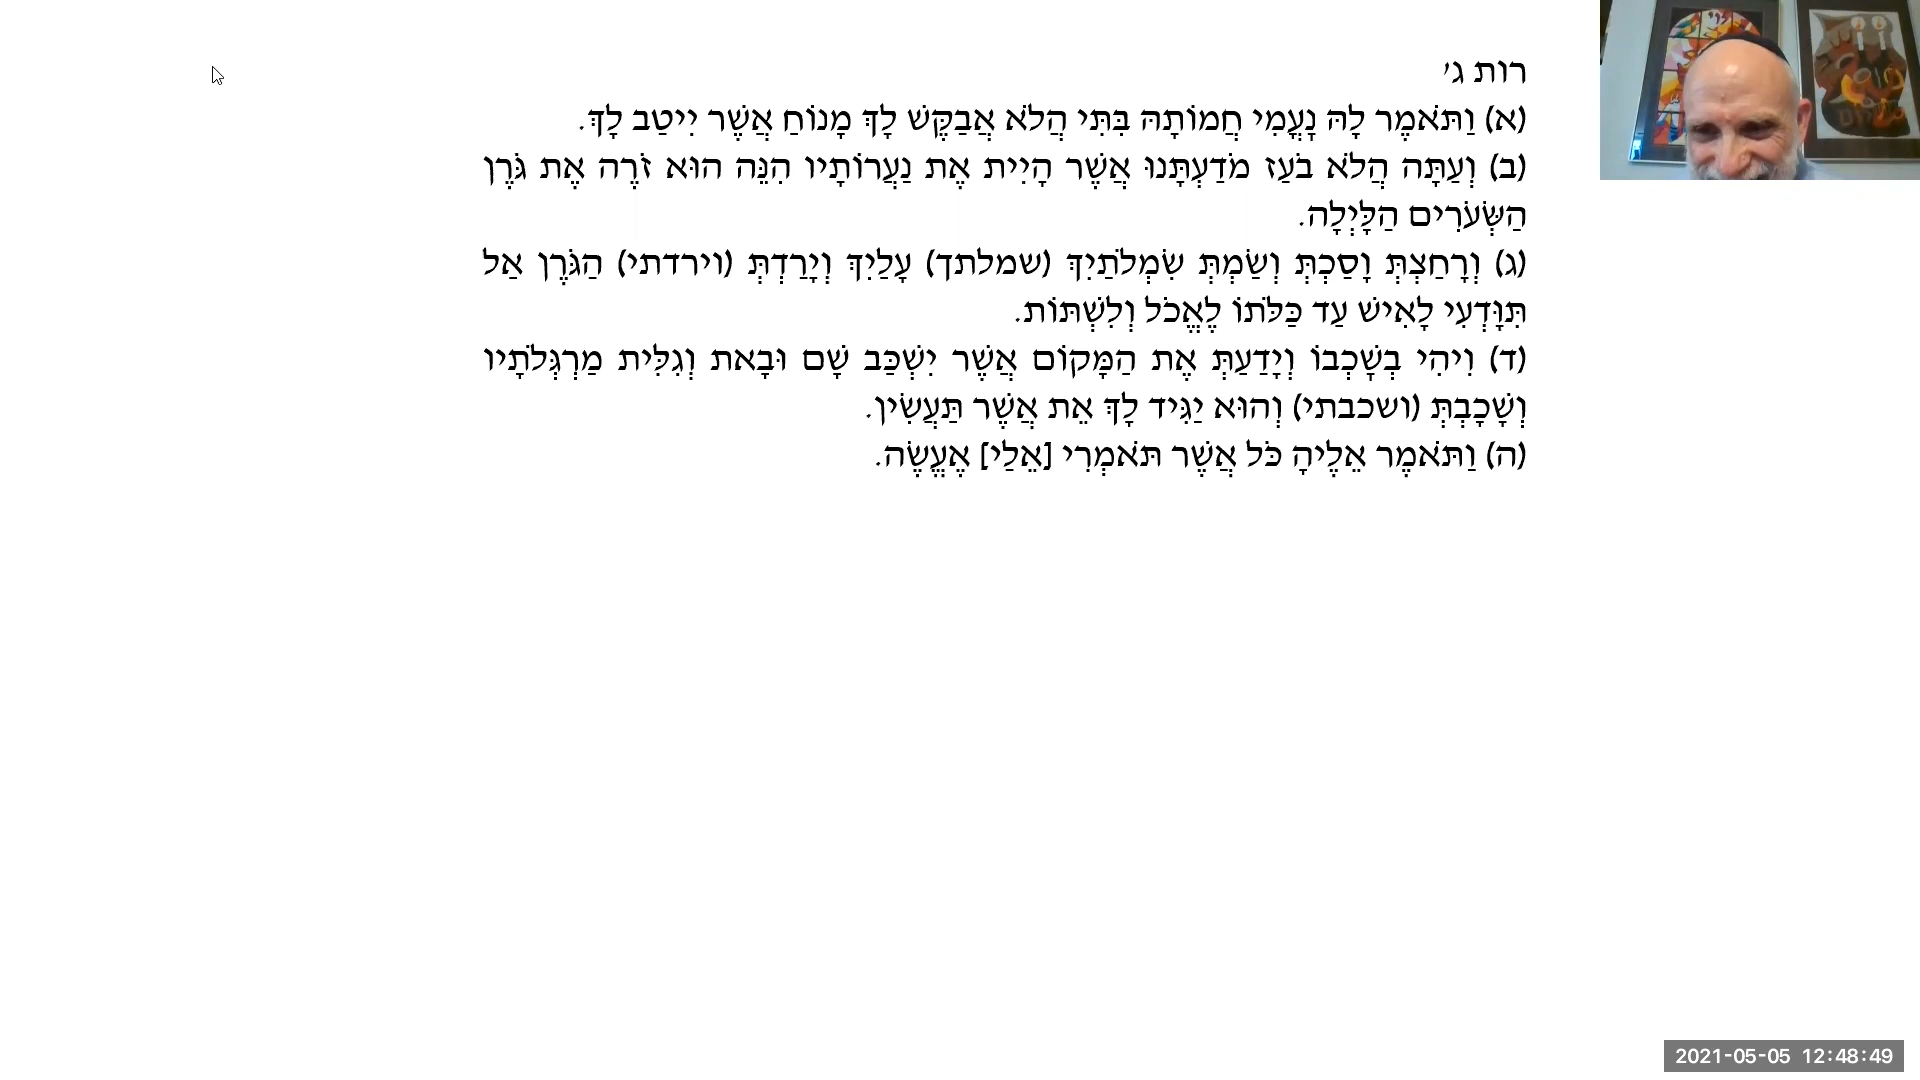 רות ג׳
(א) וַתֹּאמֶר לָהּ נָעֳמִי חֲמוֹתָהּ בִּתִּי הֲלֹא אֲבַקֶּשׁ לָךְ מָנוֹחַ אֲשֶׁר יִיטַב לָךְ.
(ב) וְעַתָּה הֲלֹא בֹעַז מֹדַעְתָּנוּ אֲשֶׁר הָיִית אֶת נַעֲרוֹתָיו הִנֵּה הוּא זֹרֶה אֶת גֹּרֶן
הַשְּׂעֹרִים הַלָּיְלָה.
(ג) וְרָחַצְתְּ וָסַכְתְּ וְשַׂמְתְּ שִׂמְלֹתַיִךְ (שמלתך) עָלַיִךְ וְיָרַדְתְּ (וירדתי) הַגֹּרֶן אַל
תִּוָּדְעִי לָאִישׁ עַד כַּלֹּתוֹ לֶאֱכֹל וְלִשְׁתּוֹת.
(ד) וִיהִי בְשָׁכְבוֹ וְיָדַעַתְּ אֶת הַמָּקוֹם אֲשֶׁר יִשְׁכַּב שָׁם וּבָאת וְגִלִּית מַרְגְּלֹתָיו
וְשָׁכָבְתְּ (ושכבתי) וְהוּא יַגִּיד לָךְ אֵת אֲשֶׁר תַּעֲשִׂין.
(ה) וַתֹּאמֶר אֵלֶיהָ כֹּל אֲשֶׁר תֹּאמְרִי [אֵלַי] אֶעֱשֶׂה.
2021-05-05 12:48:49